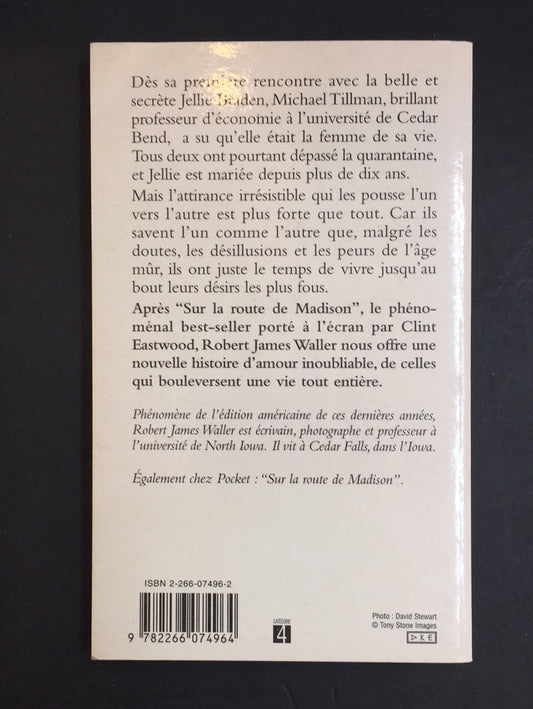 Dès sa première rencontre avec la belle et
secrète Jellie Braden, Michael Tillman, brillant
professeur d'économie à l'université de Cedar
Bend, a su qu'elle était la femme de sa vie.
Tous deux ont pourtant dépassé la quarantaine,
et Jellie est mariée depuis plus de dix ans.
Mais l'attirance irrésistible qui les pousse l'un
vers l'autre est plus forte que tout. Car ils
savent l'un comme l'autre que, malgré les
doutes, les désillusions et les peurs de l'âge
mûr, ils ont juste le temps de vivre jusqu'au
bout leurs désirs les plus fous.
Après “Sur la route de Madison”, le phéno-
ménal best-seller porté à l'écran par Clint
Eastwood, Robert James Waller nous offre une
nouvelle histoire d'amour inoubliable, de celles
qui bouleversent une vie tout entière.
Phénomène de l'édition américaine de ces dernières années,
Robert James Waller est écrivain, photographe et professeur à
l'université de North Iowa. Il vit à Cedar Falls, dans l'Iowa.
Également chez Pocket : “Sur la route de Madison”.
ISBN 2-266-07496-2
9 782266 074964
CATÉGORIE
4
Photo : David Stewart
© Tony Stone Images
DKE